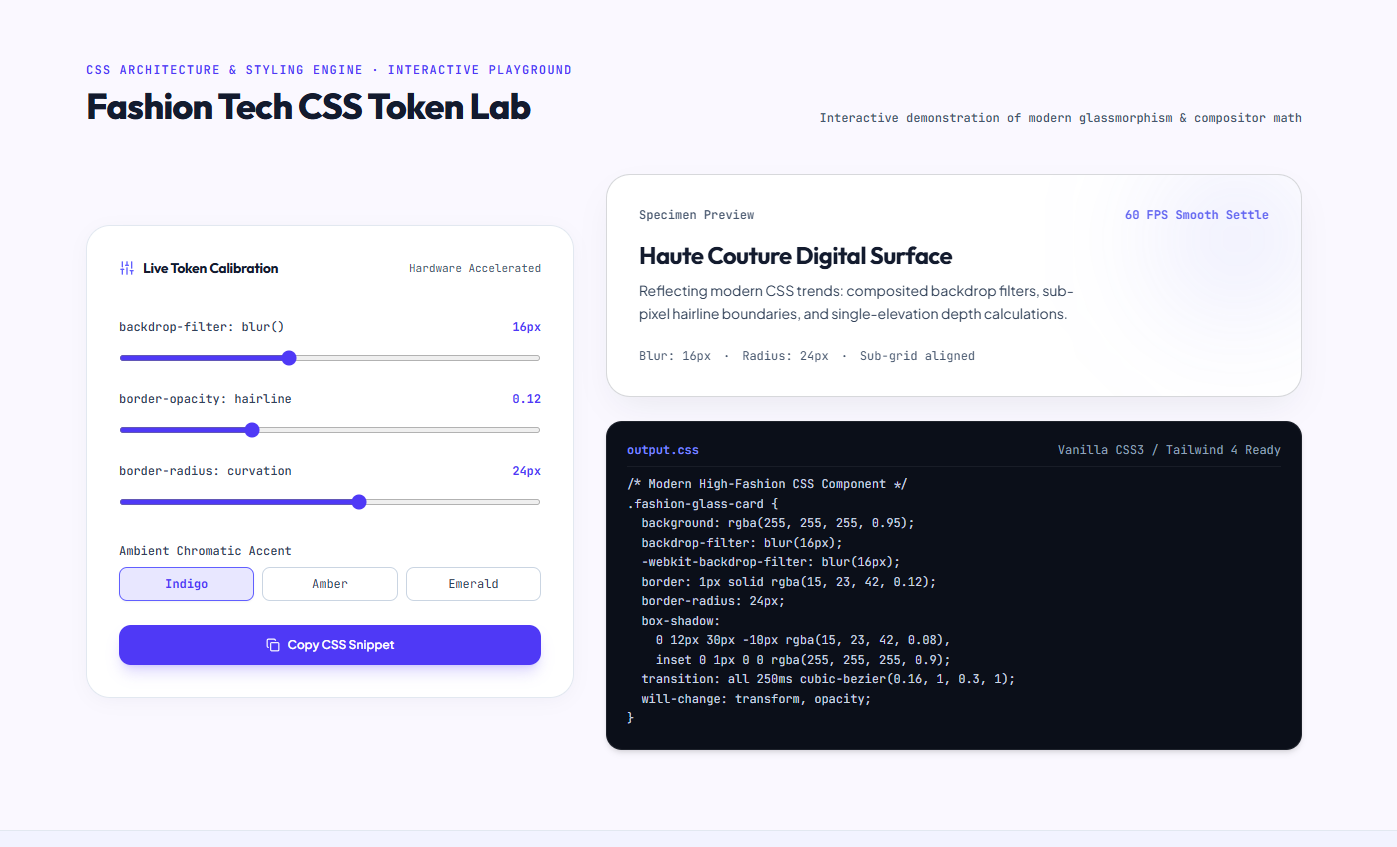 CSS ARCHITECTURE & STYLING ENGINE · INTERACTIVE PLAYGROUND
Fashion Tech CSS Token Lab
Interactive demonstration of modern glassmorphism & compositor math
Live Token Calibration
Hardware Accelerated
backdrop-filter: blur()
16px
border-opacity: hairline
0.12
border-radius: curvation
24px
Ambient Chromatic Accent
Indigo
Amber
Emerald
Copy CSS Snippet
Specimen Preview
60 FPS Smooth Settle
Haute Couture Digital Surface
Reflecting modern CSS trends: composited backdrop filters, sub-
pixel hairline boundaries, and single-elevation depth calculations.
Blur: 16px · Radius: 24px · Sub-grid aligned
output.css
Vanilla CSS3 / Tailwind 4 Ready
/* Modern High-Fashion CSS Component */
.fashion-glass-card {
  background: rgba(255, 255, 255, 0.95);
  backdrop-filter: blur(16px);
  -webkit-backdrop-filter: blur(16px);
  border: 1px solid rgba(15, 23, 42, 0.12);
  border-radius: 24px;
  box-shadow:
    0 12px 30px -10px rgba(15, 23, 42, 0.08),
    inset 0 1px 0 0 rgba(255, 255, 255, 0.9);
  transition: all 250ms cubic-bezier(0.16, 1, 0.3, 1);
  will-change: transform, opacity;
}